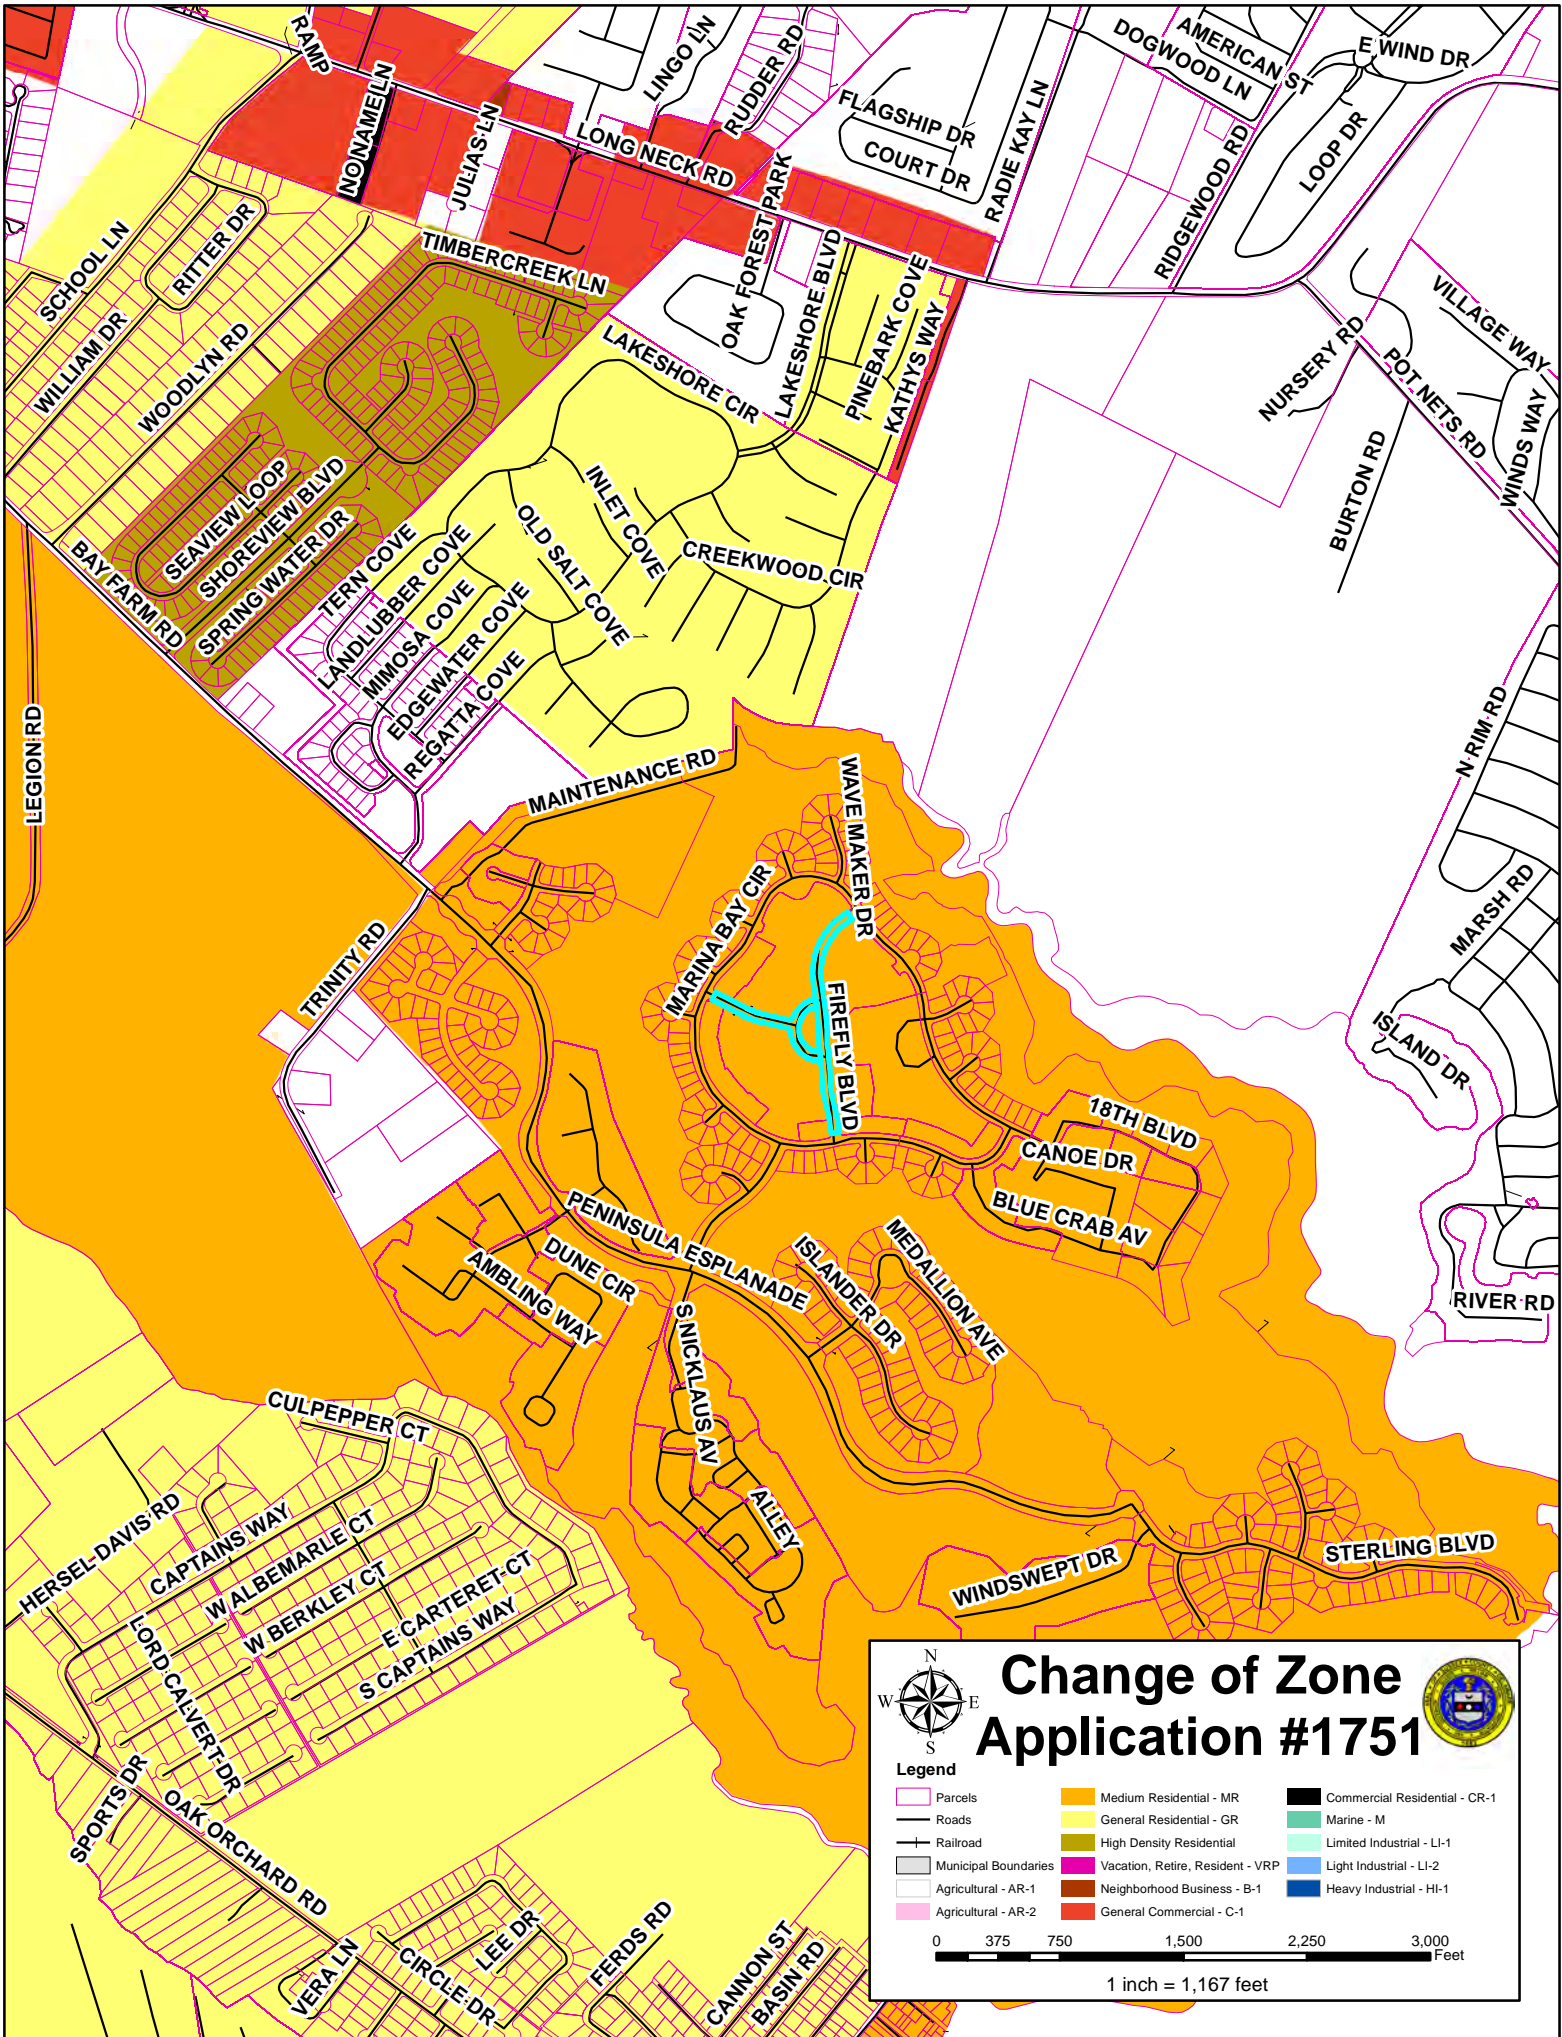 RAMP
NO NAME LN
JULIAS LN
LINGO LN
RUDDER RD
LONG NECK RD
FLAGSHIP DR
COURT DR
RADIE KAY LN
DOGWOOD LN
AMERICAN ST
E WIND DR
LOOP DR
RIDGEWOOD RD
SCHOOL LN
RITTER DR
WILLIAM DR
WOODLYN RD
TIMBERCREEK LN
OAK FOREST PARK
LAKESHORE BLVD
PINEBARK COVE
KATHYS WAY
LAKESHORE CIR
NURSERY RD
VILLAGE WAY
POT NETS RD
WINDS WAY
BURTON RD
SEAVIEW LOOP
SHOREVIEW BLVD
SPRING WATER DR
BAY FARM RD
TERN COVE
LANDLUBBER COVE
MIMOSA COVE
EDGEWATER COVE
REGATTA COVE
OLD SALT COVE
INLET COVE
CREEKWOOD CIR
LEGION RD
MAINTENANCE RD
WAVE MAKER DR
MARINA BAY CIR
FIREFLY BLVD
TRINITY RD
N RIM RD
MARSH RD
ISLAND DR
RIVER RD
18TH BLVD
CANOE DR
BLUE CRAB AV
PENINSULA ESPLANADE
DUNE CIR
AMBLING WAY
ISLANDER DR
MEDALLION AVE
S NICKLAUS AV
ALLEY
CULPEPPER CT
HERSEL DAVIS RD
CAPTAINS WAY
W ALBEMARLE CT
W BERKLEY CT
E CARTERET CT
S CAPTAINS WAY
LORD CALVERT DR
SPORTS DR
OAK ORCHARD RD
VERA LN
CIRCLE DR
LEE DR
FERDS RD
CANNON ST
BASIN RD
WINDSWEPT DR
STERLING BLVD
N
W E
S
Change of Zone
Application #1751
Legend
Parcels
Roads
Railroad
Municipal Boundaries
Agricultural - AR-1
Agricultural - AR-2
Medium Residential - MR
General Residential - GR
High Density Residential
Vacation, Retire, Resident - VRP
Neighborhood Business - B-1
General Commercial - C-1
Commercial Residential - CR-1
Marine - M
Limited Industrial - LI-1
Light Industrial - LI-2
Heavy Industrial - HI-1
0 375 750 1,500 2,250 3,000
Feet
1 inch = 1,167 feet